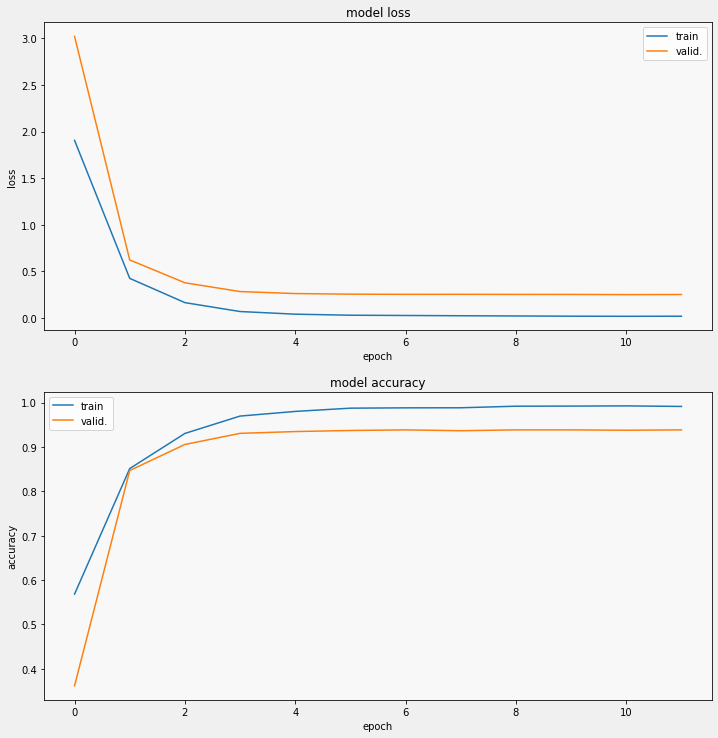 model loss
3.0
2.5
2.0
1.5
1.0
0.5
0.0
loss
train
valid.
0 2 4 6 8 10
epoch
model accuracy
1.0
0.9
0.8
0.7
0.6
0.5
0.4
accuracy
train
valid.
0 2 4 6 8 10
epoch